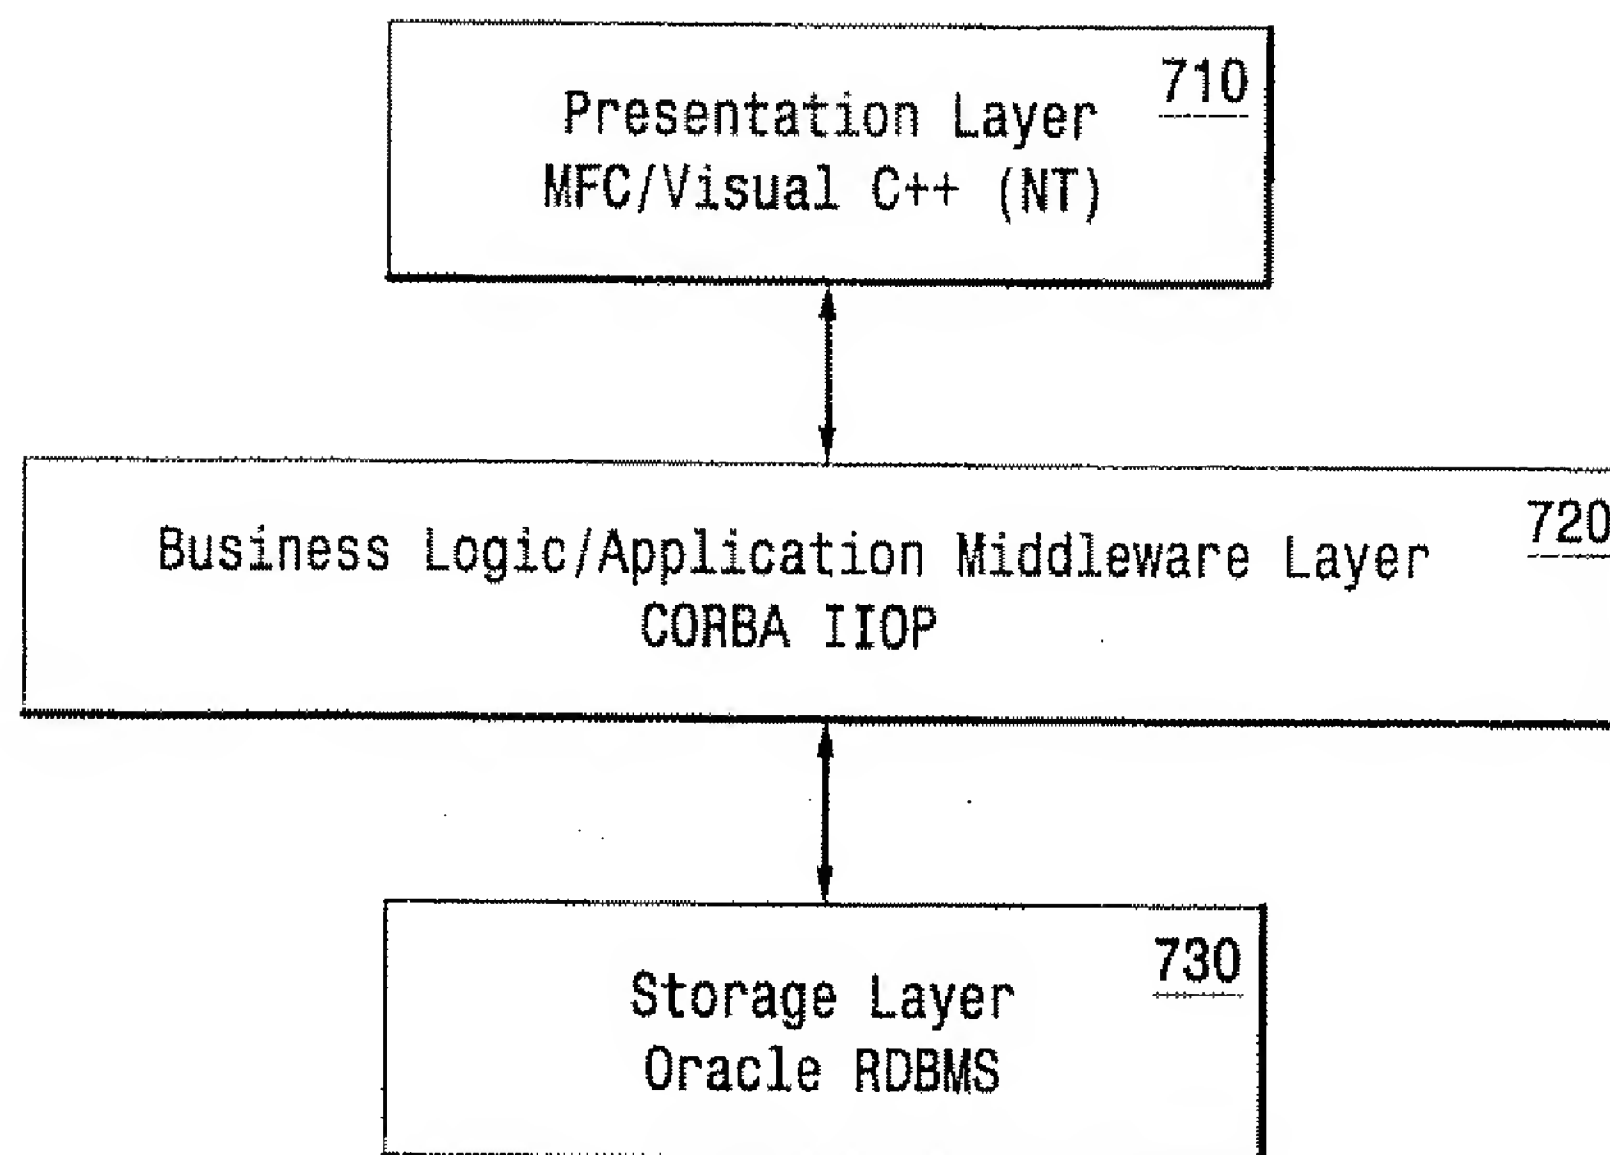 710
Presentation Layer
MFC/Visual C++ (NT)
720
Business Logic/Application Middleware Layer
CORBA IIOP
730
Storage Layer
Oracle RDBMS